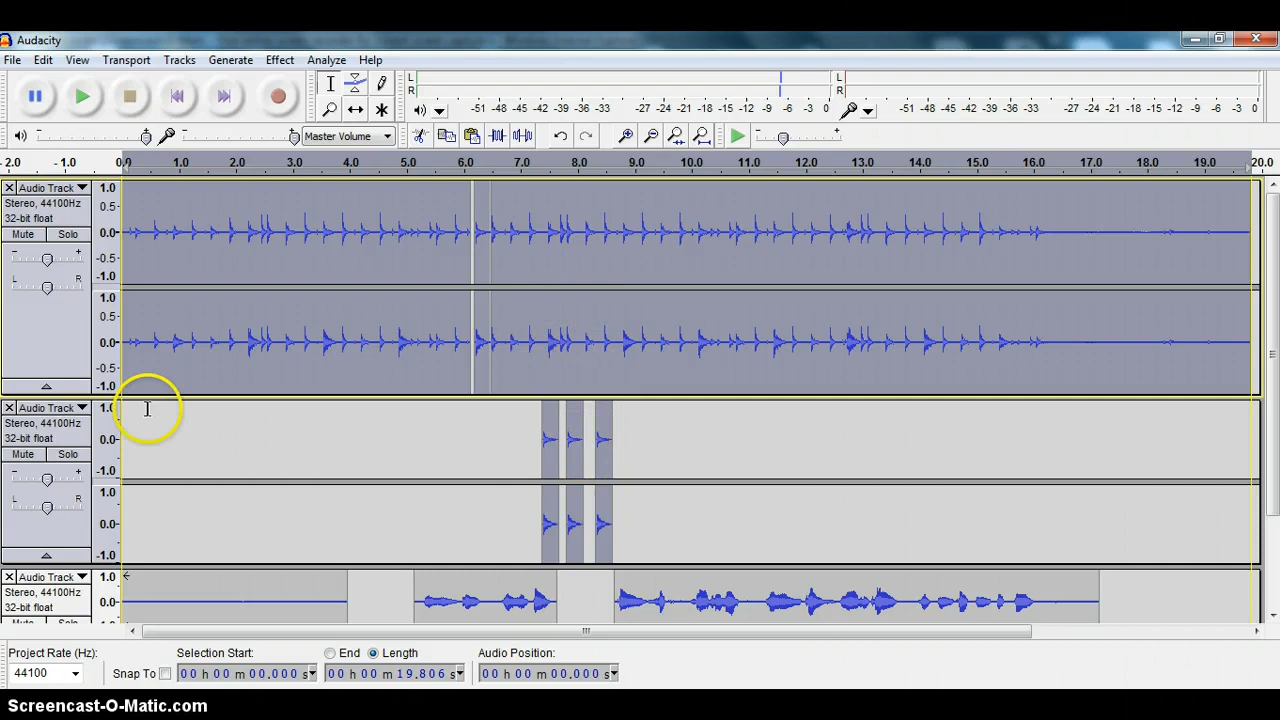 Audacity
File Edit View Transport Tracks Generate Effect Analyze Help
L L
R R
-51 -48 -45 -42 -39 -36 -33 -27 -24 -21 -18 -15 -12 -9 -6 -3 0 -51 -48 -45 -42 -39 -36 -33 -27 -24 -21 -18 -15 -12 -9 -6 -3 0
Master Volume
- 2.0 - 1.0 0.0 1.0 2.0 3.0 4.0 5.0 6.0 7.0 8.0 9.0 10.0 11.0 12.0 13.0 14.0 15.0 16.0 17.0 18.0 19.0 20.0
Audio Track 1.0
Stereo, 44100Hz 0.5
32-bit float
Mute Solo 0.0
- + -0.5
L R -1.0
1.0
0.5
0.0
-0.5
-1.0
Audio Track 1.0
Stereo, 44100Hz
32-bit float 0.0
Mute Solo
- + -1.0
L R 1.0
0.0
-1.0
Audio Track 1.0
Stereo, 44100Hz
32-bit float 0.0
Mute Solo
Project Rate (Hz): Selection Start: End Length Audio Position:
44100 Snap To 00 h 00 m 00.000 s 00 h 00 m 19.806 s 00 h 00 m 00.000 s
Screencast-O-Matic.com